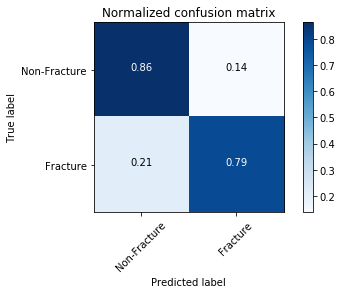 Normalized confusion matrix
True label
Non-Fracture
0.86
0.14
Fracture
0.21
0.79
Non-Fracture
Fracture
Predicted label
0.8
0.7
0.6
0.5
0.4
0.3
0.2